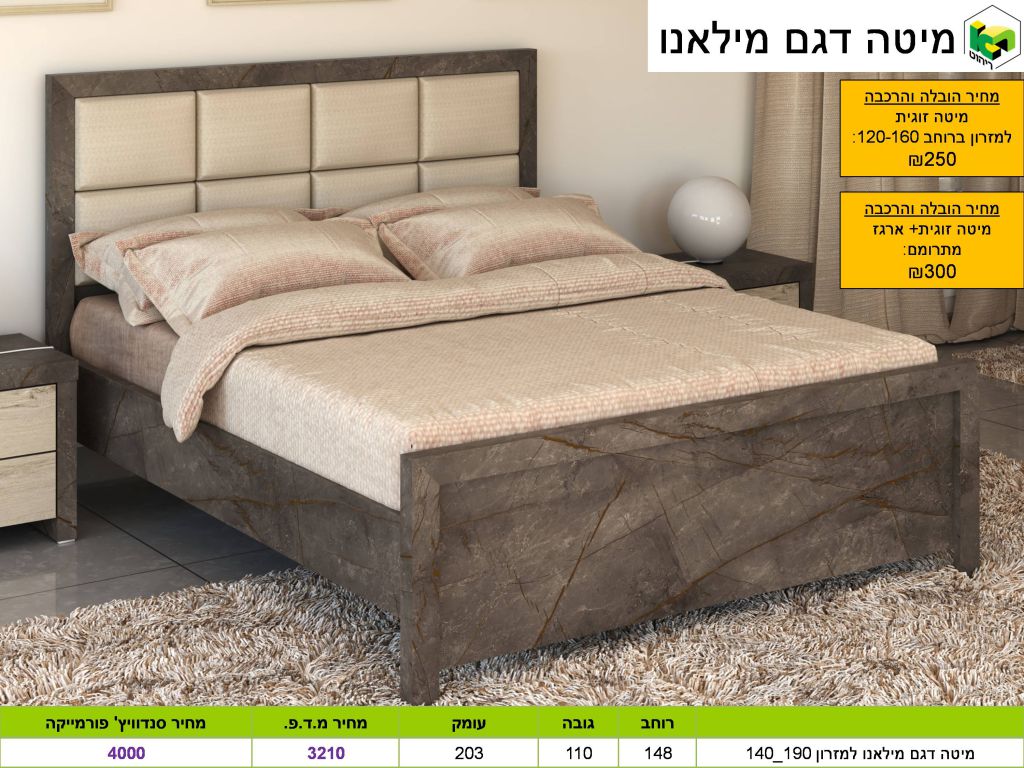 מיטה דגם מילאנו
ריהוט
מחיר הובלה והרכבה
מיטה זוגית
למזרון ברוחב 120-160:
250₪
מחיר הובלה והרכבה
מיטה זוגית+ ארגז
מתרומם:
300₪
רוחב גובה עומק מחיר מ.ד.פ. מחיר סנדוויץ' פורמייקה
מיטה דגם מילאנו למזרון 190_140 148 110 203 3210 4000